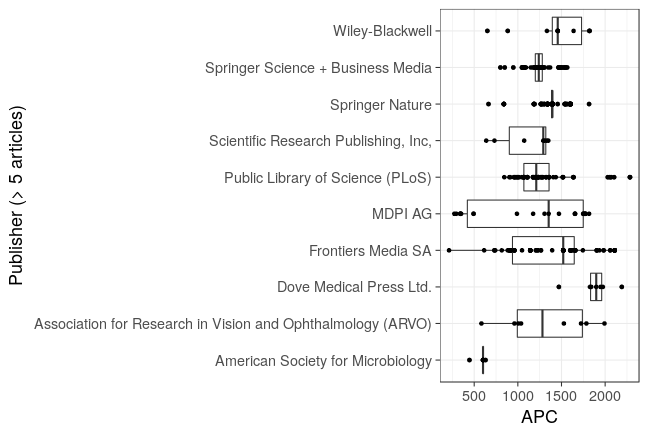 Publisher (> 5 articles)
Wiley-Blackwell
Springer Science + Business Media
Springer Nature
Scientific Research Publishing, Inc,
Public Library of Science (PLoS)
MDPI AG
Frontiers Media SA
Dove Medical Press Ltd.
Association for Research in Vision and Ophthalmology (ARVO)
American Society for Microbiology
500 1000 1500 2000
APC